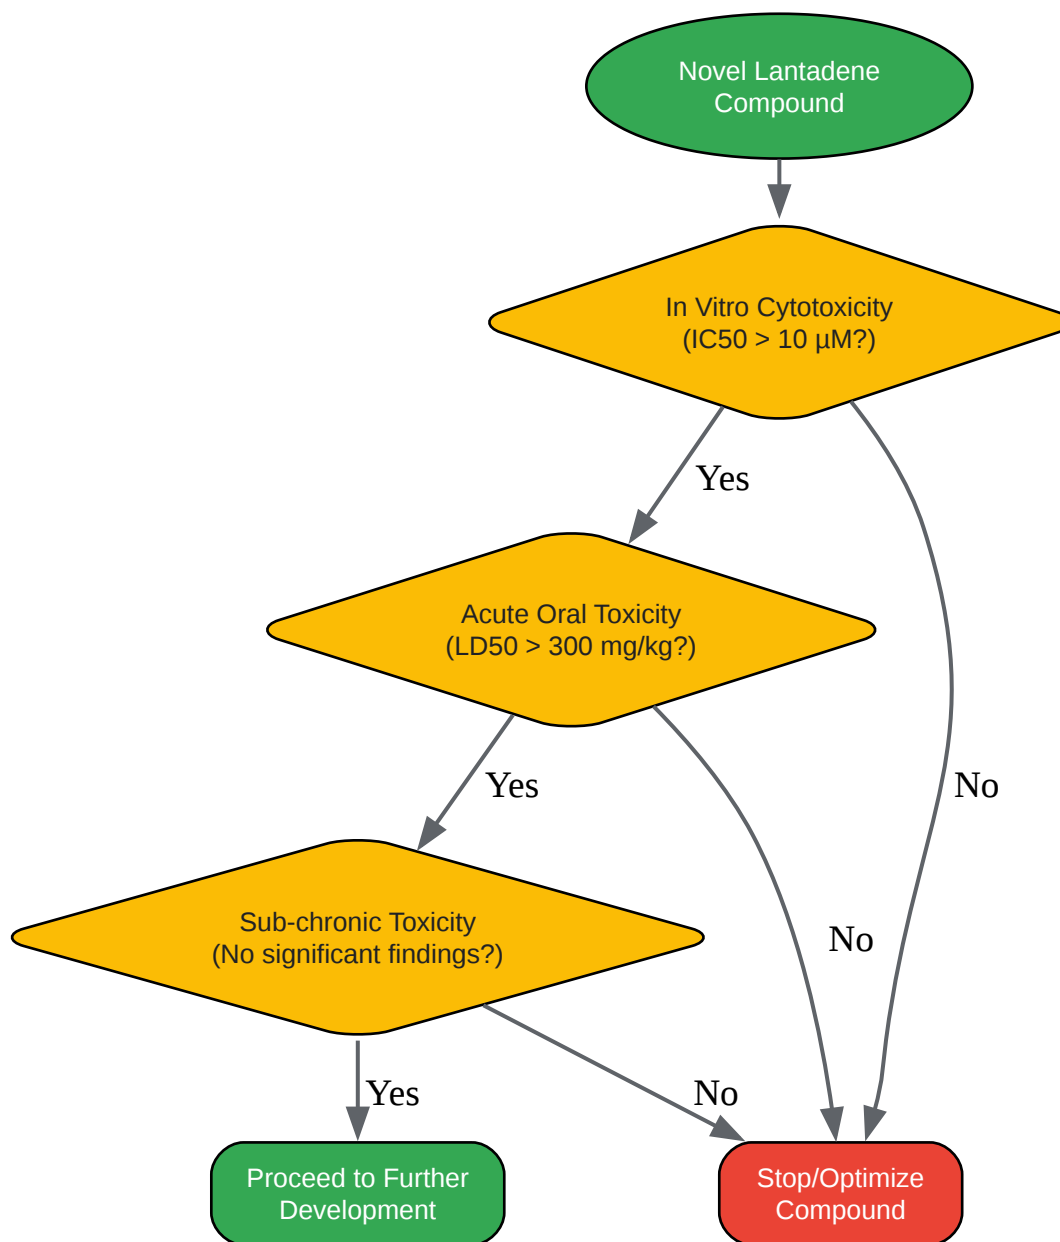 Novel Lantadene
Compound
In Vitro Cytotoxicity
(IC50 > 10 µM?)
Yes
Acute Oral Toxicity
(LD50 > 300 mg/kg?)
Yes
No
Sub-chronic Toxicity
(No significant findings?)
No
Yes
No
Proceed to Further
Development
Stop/Optimize
Compound